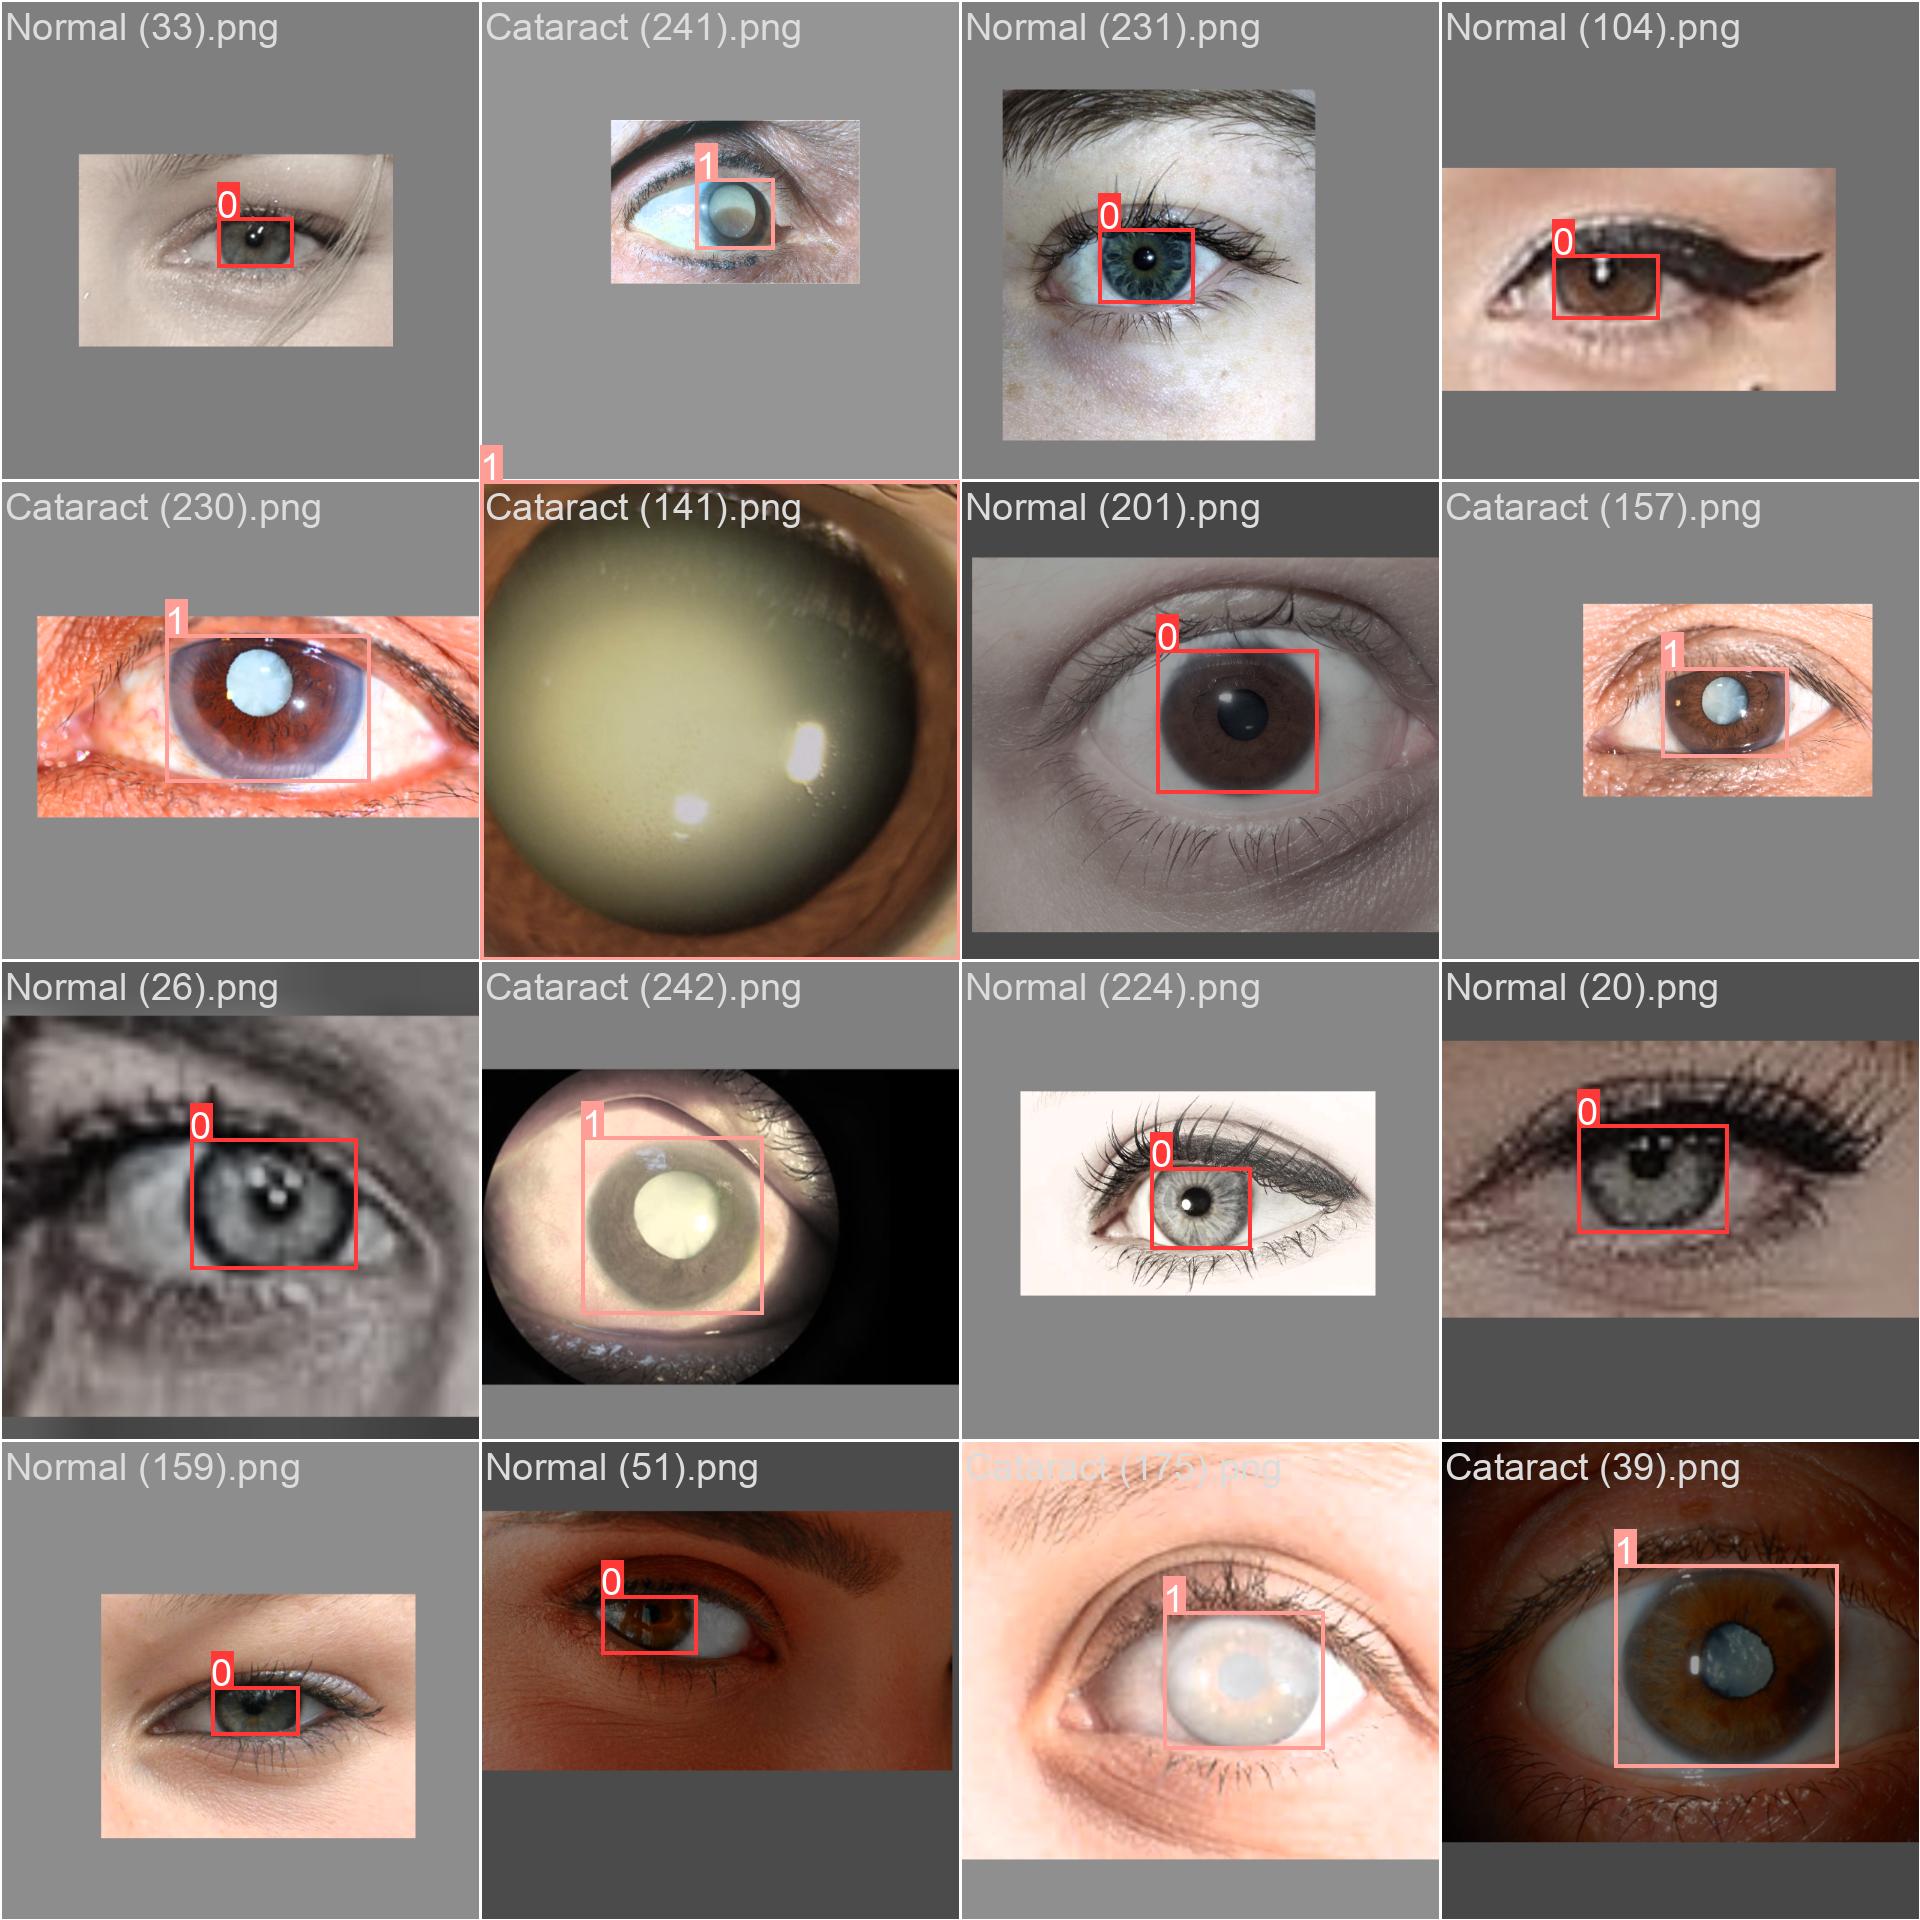 Normal (33).png
0
Cataract (241).png
1
Normal (231).png
0
Normal (104).png
0
Cataract (230).png
1
1
Cataract (141).png
Normal (201).png
0
Cataract (157).png
1
Normal (26).png
0
Cataract (242).png
1
Normal (224).png
0
Normal (20).png
0
Normal (159).png
0
Normal (51).png
0
Cataract (175).png
1
Cataract (39).png
1